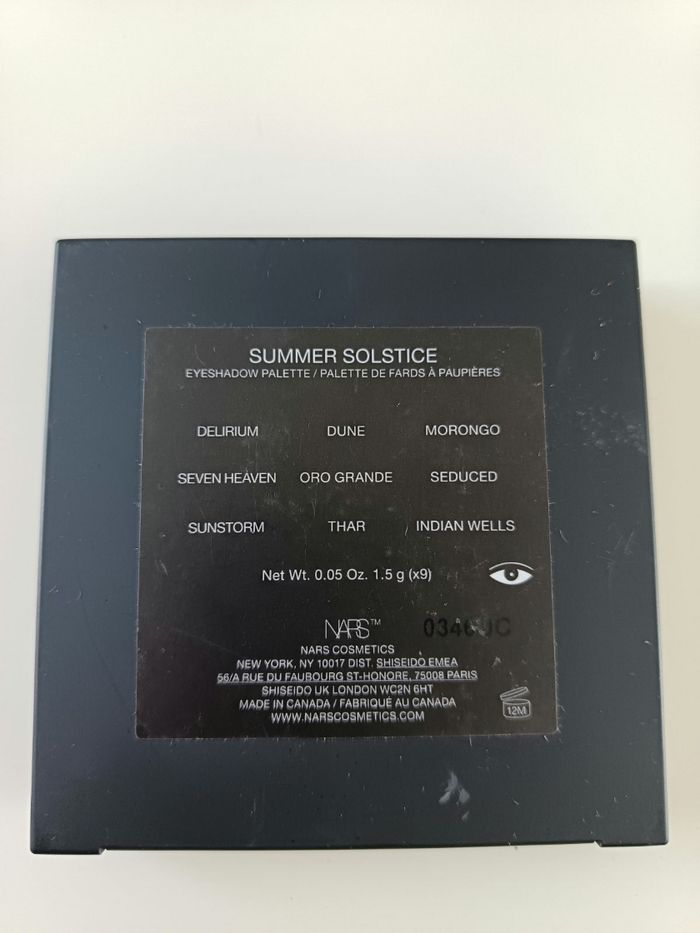 SUMMER SOLSTICE
EYESHADOW PALETTE / PALETTE DE FARDS À PAUPIÈRES
DELIRIUM DUNE MORONGO
SEVEN HEAVEN ORO GRANDE SEDUCED
SUNSTORM THAR INDIAN WELLS
Net Wt. 0.05 Oz. 1.5 g (x9)
NARS™
NARS COSMETICS
NEW YORK, NY 10017 DIST. SHISEIDO EMEA
56/A RUE DU FAUBOURG ST-HONORE, 75008 PARIS
SHISEIDO UK LONDON WC2N 6HT
MADE IN CANADA / FABRIQUÉ AU CANADA
WWW.NARSCOSMETICS.COM
12M